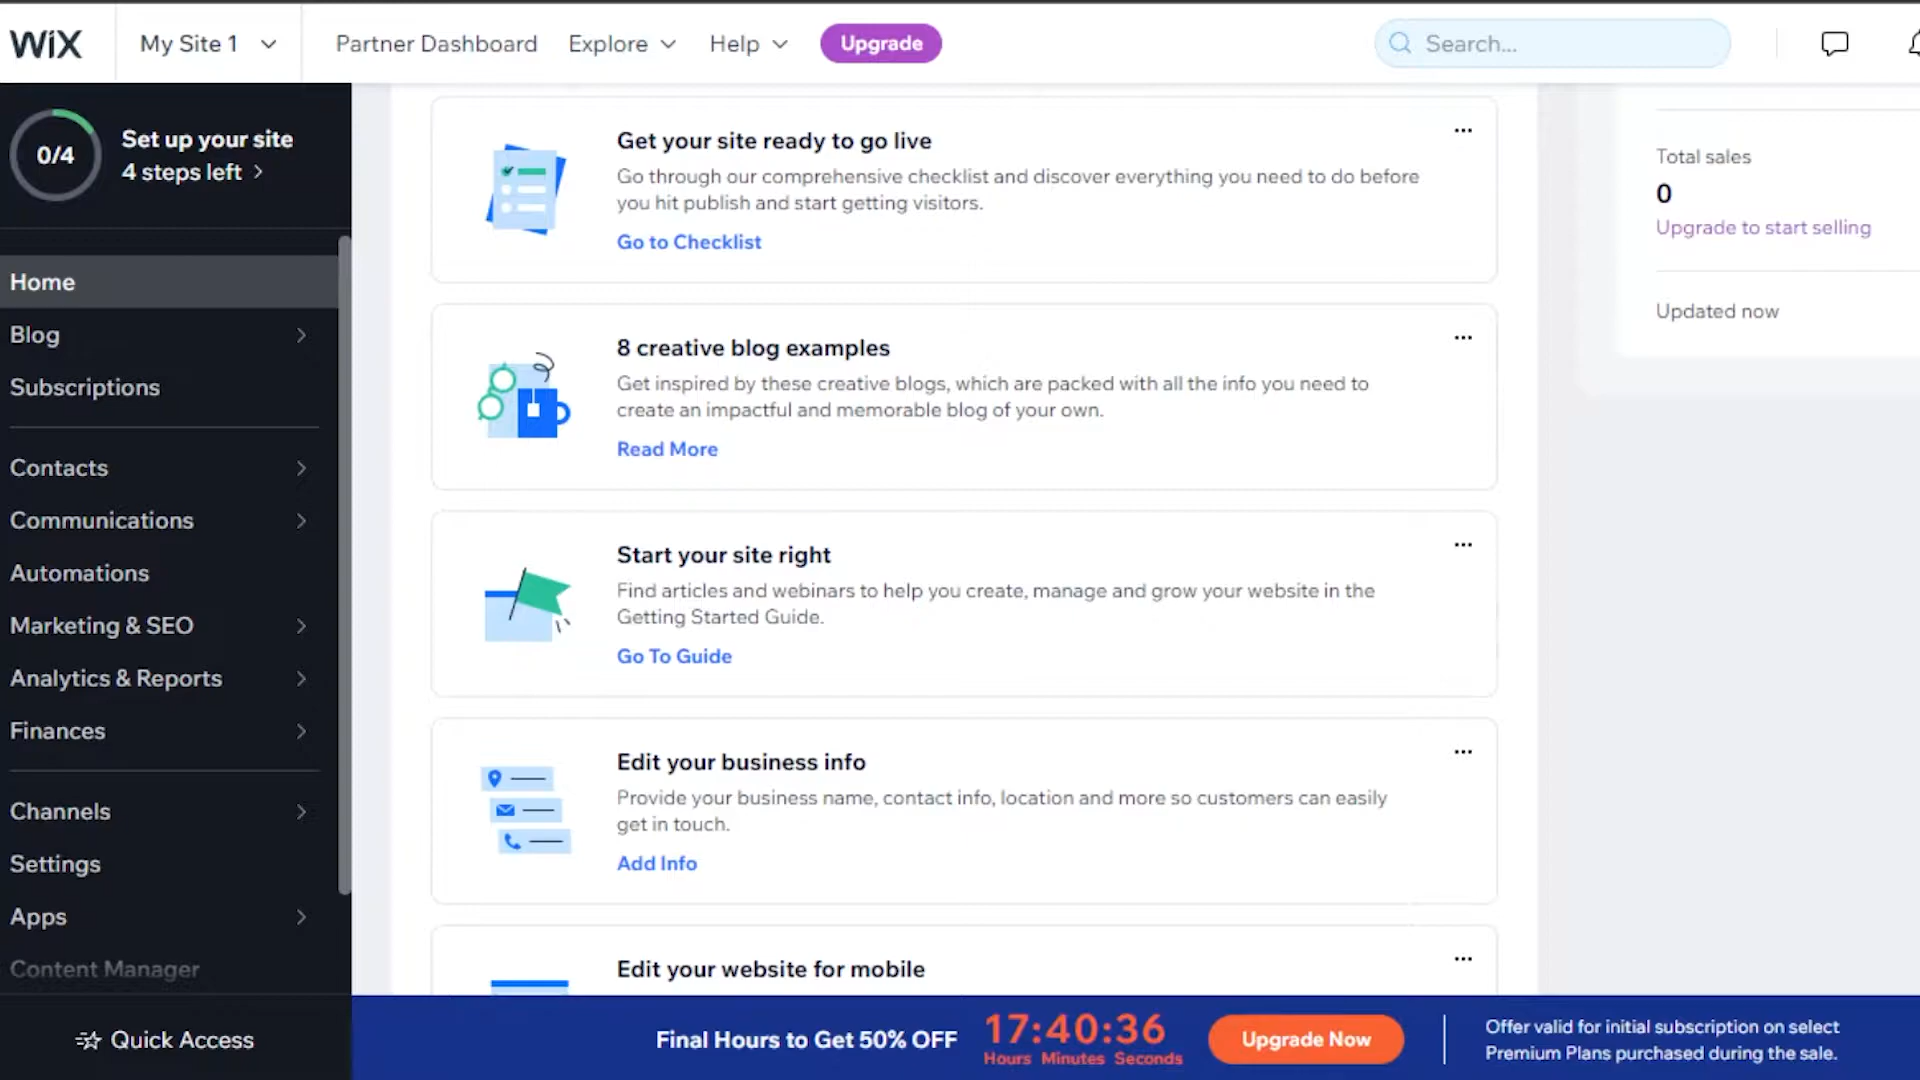 WiX
My Site 1
Partner Dashboard
Explore
Help
Upgrade
Search...
0/4
Set up your site
4 steps left
Home
Blog
Subscriptions
Contacts
Communications
Automations
Marketing & SEO
Analytics & Reports
Finances
Channels
Settings
Apps
Content Manager
Quick Access
Get your site ready to go live
Go through our comprehensive checklist and discover everything you need to do before
you hit publish and start getting visitors.
Go to Checklist
8 creative blog examples
Get inspired by these creative blogs, which are packed with all the info you need to
create an impactful and memorable blog of your own.
Read More
Start your site right
Find articles and webinars to help you create, manage and grow your website in the
Getting Started Guide.
Go To Guide
Edit your business info
Provide your business name, contact info, location and more so customers can easily
get in touch.
Add Info
Edit your website for mobile
Total sales
0
Upgrade to start selling
Updated now
Final Hours to Get 50% OFF
17:40:36
Hours Minutes Seconds
Upgrade Now
Offer valid for initial subscription on select
Premium Plans purchased during the sale.